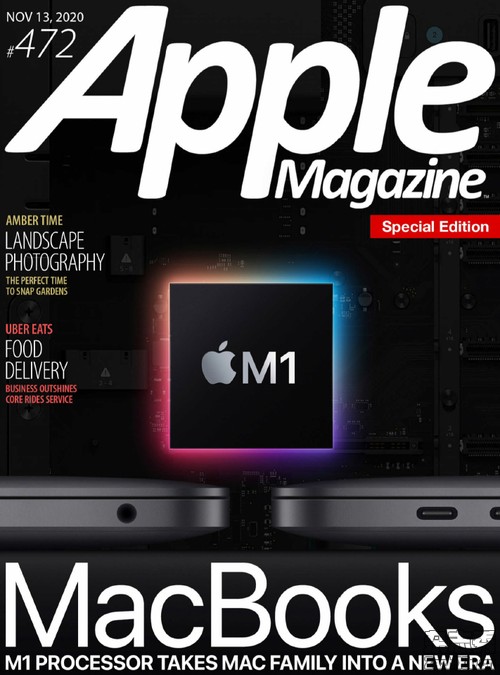 NOV 13, 2020
#472
Apple
Magazine
Special Edition
AMBER TIME
LANDSCAPE
PHOTOGRAPHY
THE PERFECT TIME
TO SNAP GARDENS
UBER EATS
FOOD
DELIVERY
BUSINESS OUTSHINES
CORE RIDES SERVICE
M1
MacBooks
M1 PROCESSOR TAKES MAC FAMILY INTO A NEW ERA